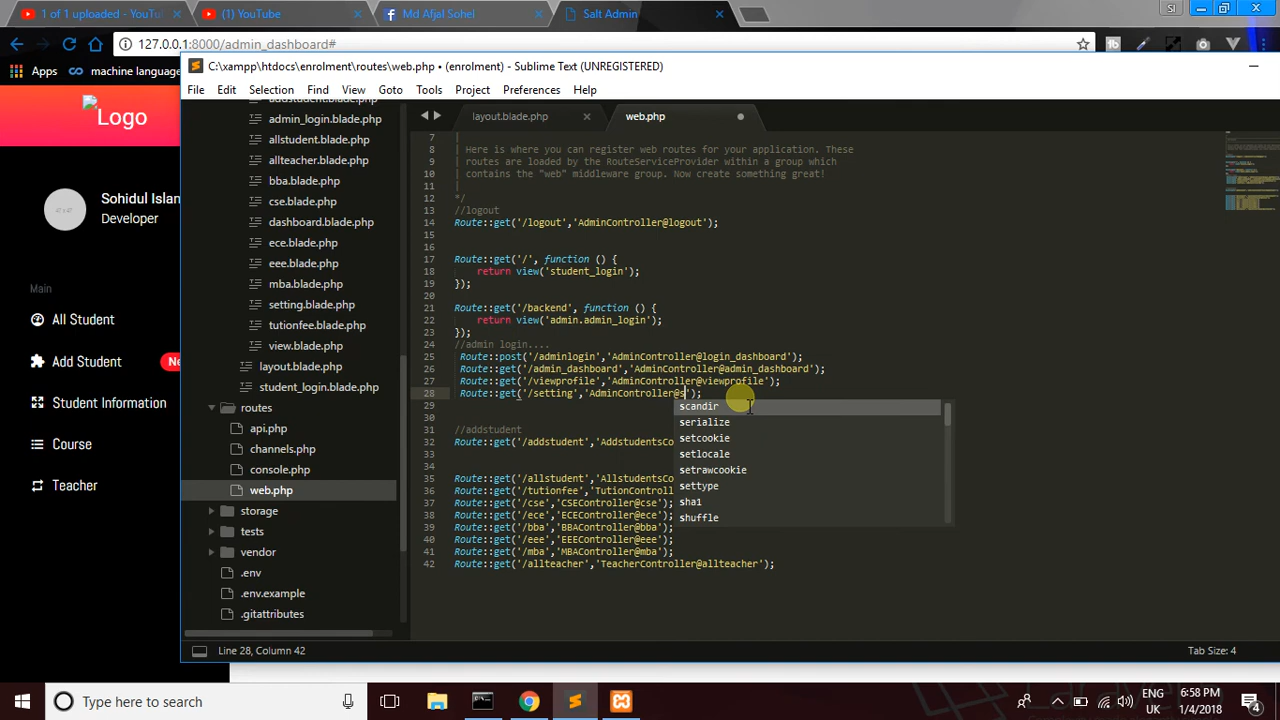 1 of 1 uploaded - YouTu
(1) YouTube
Md Afjal Sohel
Salt Admin
SI
127.0.0.1:8000/admin_dashboard#
Apps
machine language
C:\xampp\htdocs\enrolment\routes\web.php • (enrolment) - Sublime Text (UNREGISTERED)
File Edit Selection Find View Goto Tools Project Preferences Help
layout.blade.php
web.php
Logo
Sohidul Islan
Developer
Main
All Student
Add Student
Ne
Student Information
Course
Teacher
addstudent.blade.php
admin_login.blade.php
allstudent.blade.php
allteacher.blade.php
bba.blade.php
cse.blade.php
dashboard.blade.php
ece.blade.php
eee.blade.php
mba.blade.php
setting.blade.php
tutionfee.blade.php
view.blade.php
layout.blade.php
student_login.blade.php
routes
api.php
channels.php
console.php
web.php
storage
tests
vendor
.env
.env.example
.gitattributes
7 |
8 | Here is where you can register web routes for your application. These
9 | routes are loaded by the RouteServiceProvider within a group which
10 | contains the "web" middleware group. Now create something great!
11 |
12 */
13 //logout
14 Route::get('/logout','AdminController@logout');
15
16
17 Route::get('/', function () {
18 return view('student_login');
19 });
20
21 Route::get('/backend', function () {
22 return view('admin.admin_login');
23 });
24 //admin login....
25 Route::post('/adminlogin','AdminController@login_dashboard');
26 Route::get('/admin_dashboard','AdminController@admin_dashboard');
27 Route::get('/viewprofile','AdminController@viewprofile');
28 Route::get('/setting','AdminController@s');
29
30
31 //addstudent
32 Route::get('/addstudent','AddstudentsCo
33
34
35 Route::get('/allstudent','AllstudentsC
36 Route::get('/tutionfee','TutionControl
37 Route::get('/cse','CSEController@cse');
38 Route::get('/ece','ECEController@ece');
39 Route::get('/bba','BBAController@bba');
40 Route::get('/eee','EEEController@eee');
41 Route::get('/mba','MBAController@mba');
42 Route::get('/allteacher','TeacherController@allteacher');
scandir
serialize
setcookie
setlocale
setrawcookie
settype
sha1
shuffle
Line 28, Column 42
Tab Size: 4
Type here to search
ENG
UK
6:58 PM
1/4/2018
4